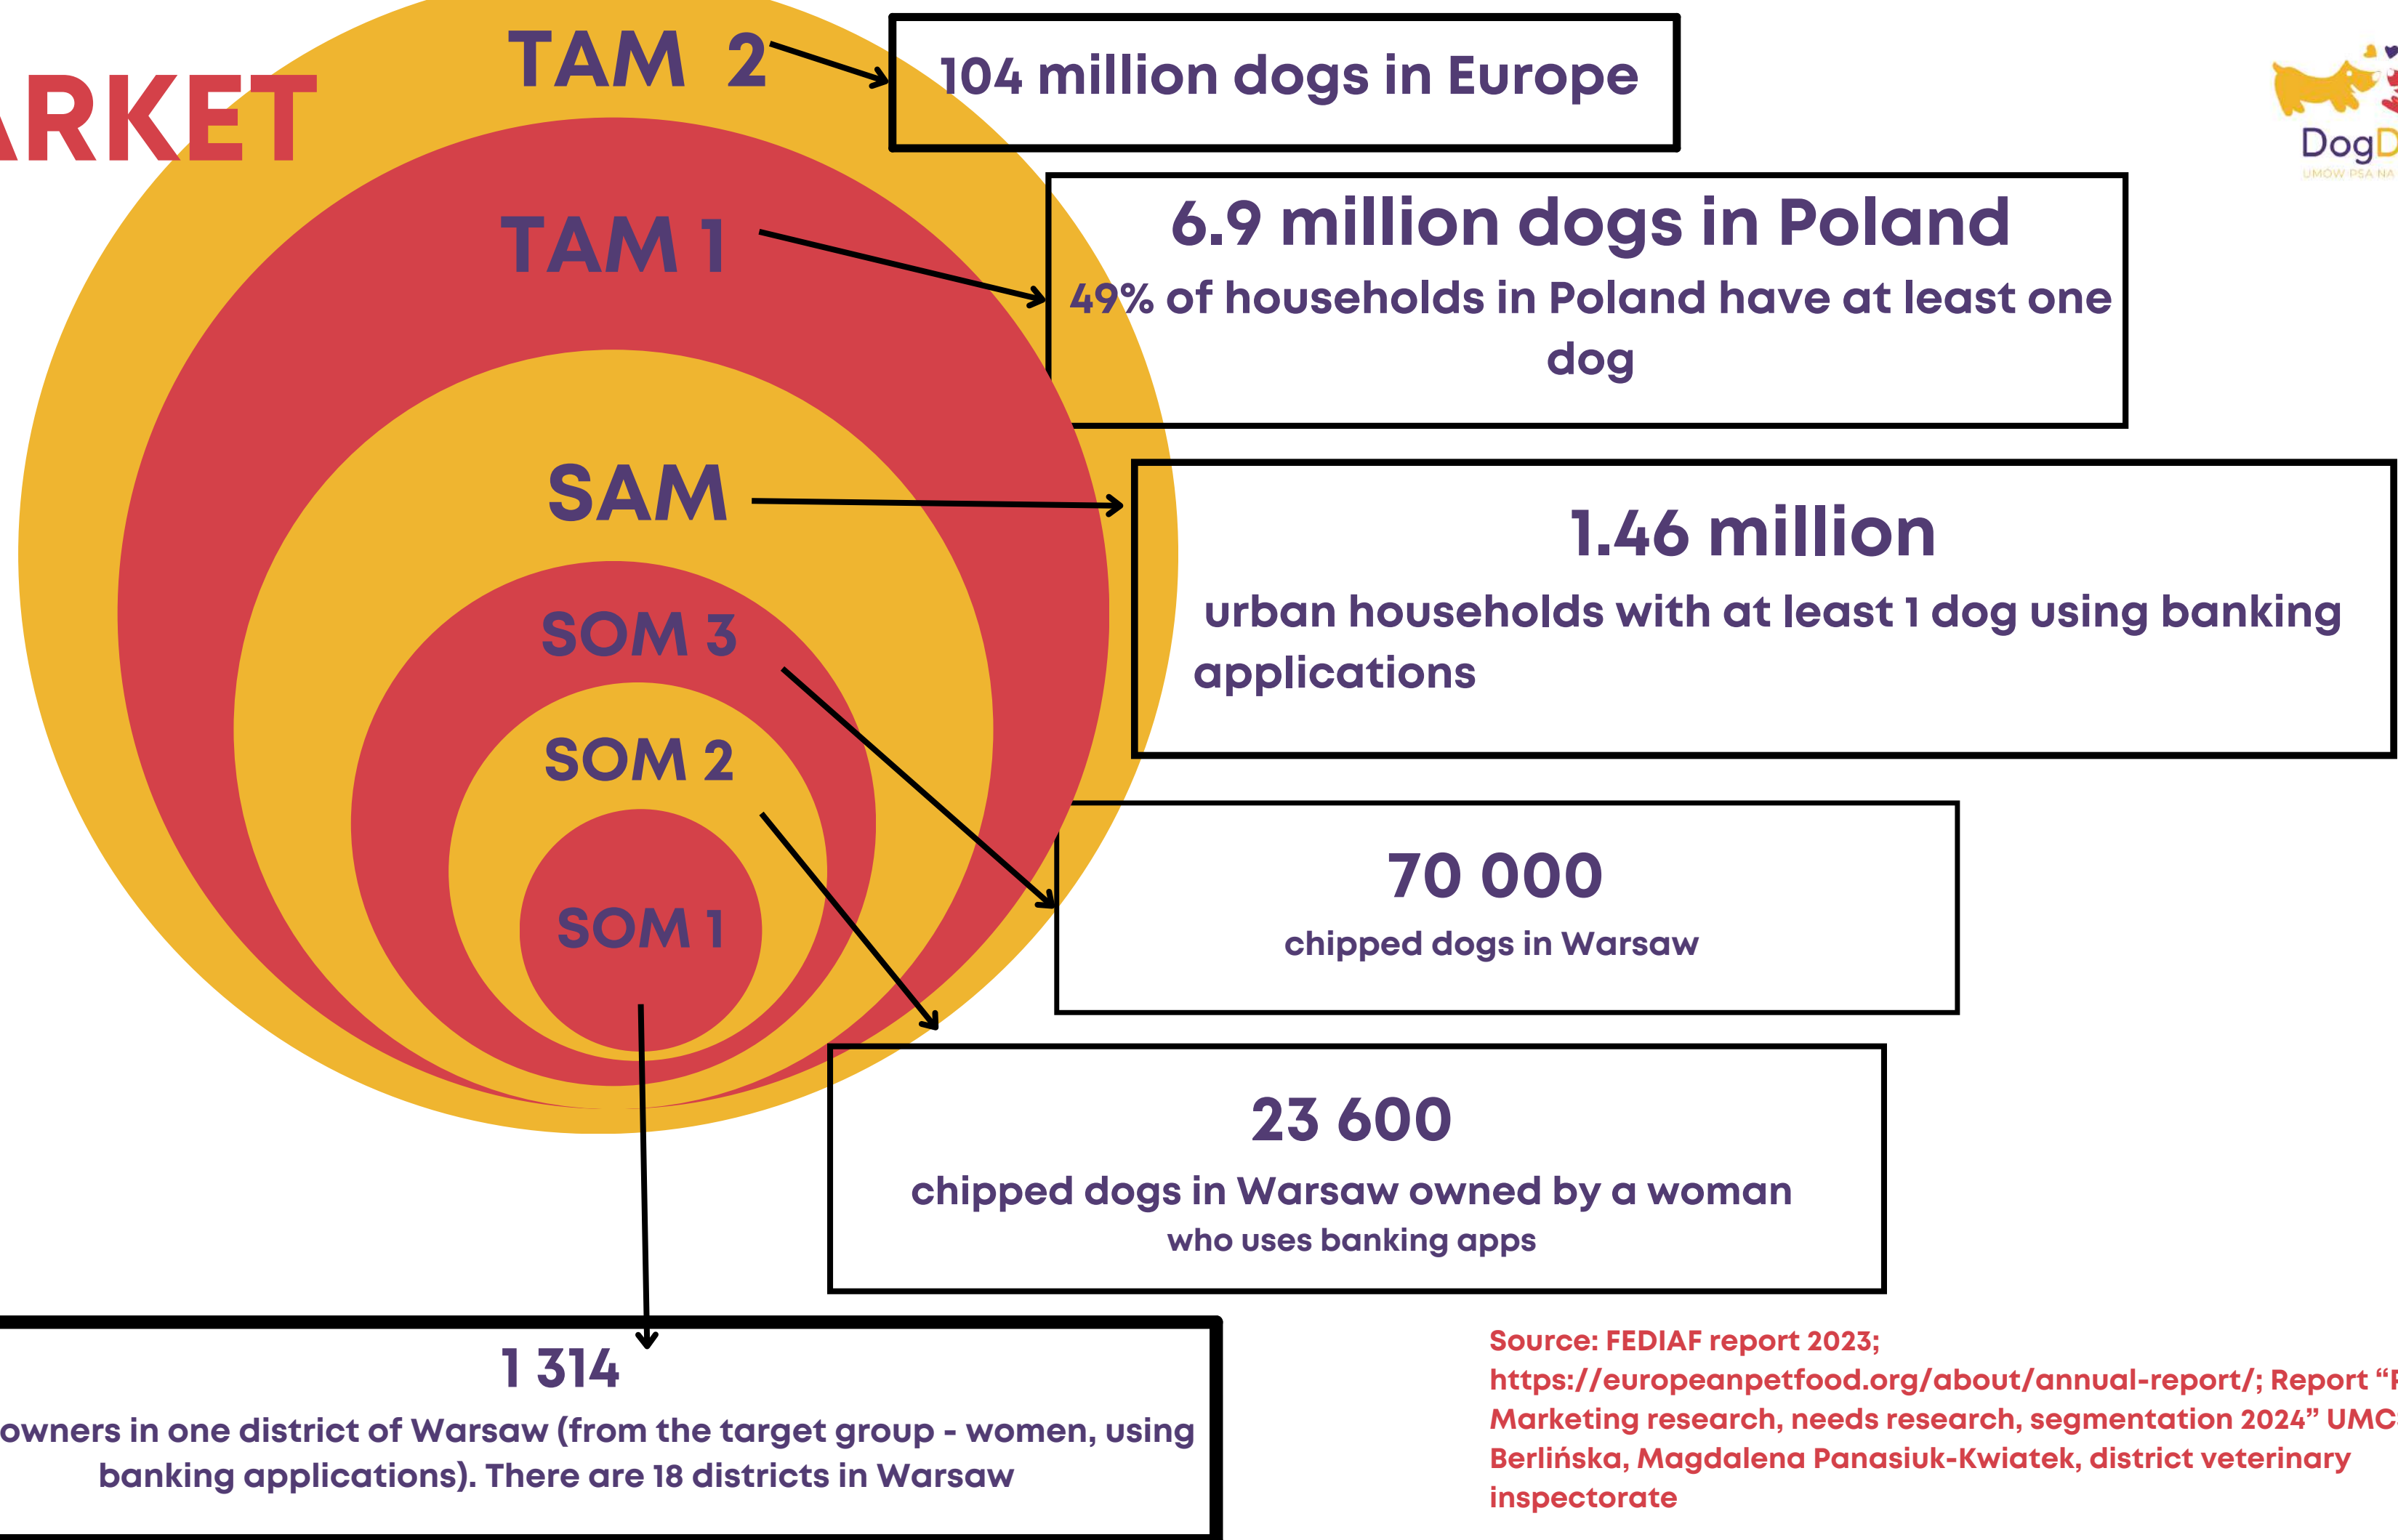 ARKET
TAM 2
104 million dogs in Europe
TAM 1
6.9 million dogs in Poland
49% of households in Poland have at least one
dog
SAM
1.46 million
urban households with at least 1 dog using banking
applications
SOM 3
70 000
chipped dogs in Warsaw
SOM 2
23 600
chipped dogs in Warsaw owned by a woman
who uses banking apps
SOM 1
1 314
owners in one district of Warsaw (from the target group - women, using
banking applications). There are 18 districts in Warsaw
DogD
UMÓW PSA NA
Source: FEDIAF report 2023;
https://europeanpetfood.org/about/annual-report/; Report “P
Marketing research, needs research, segmentation 2024” UMC
Berlińska, Magdalena Panasiuk-Kwiatek, district veterinary
inspectorate